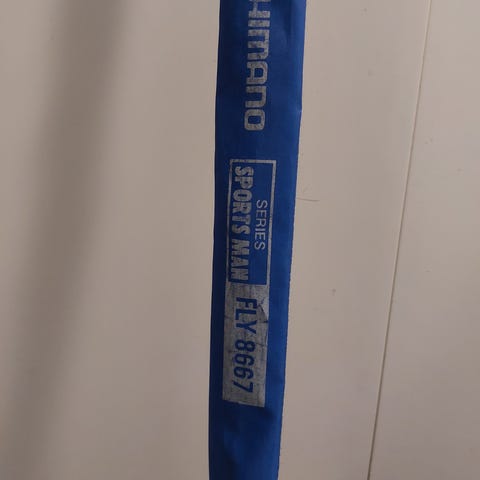 HIMANO
SERIES
SPORTS MAN
FLY 8667